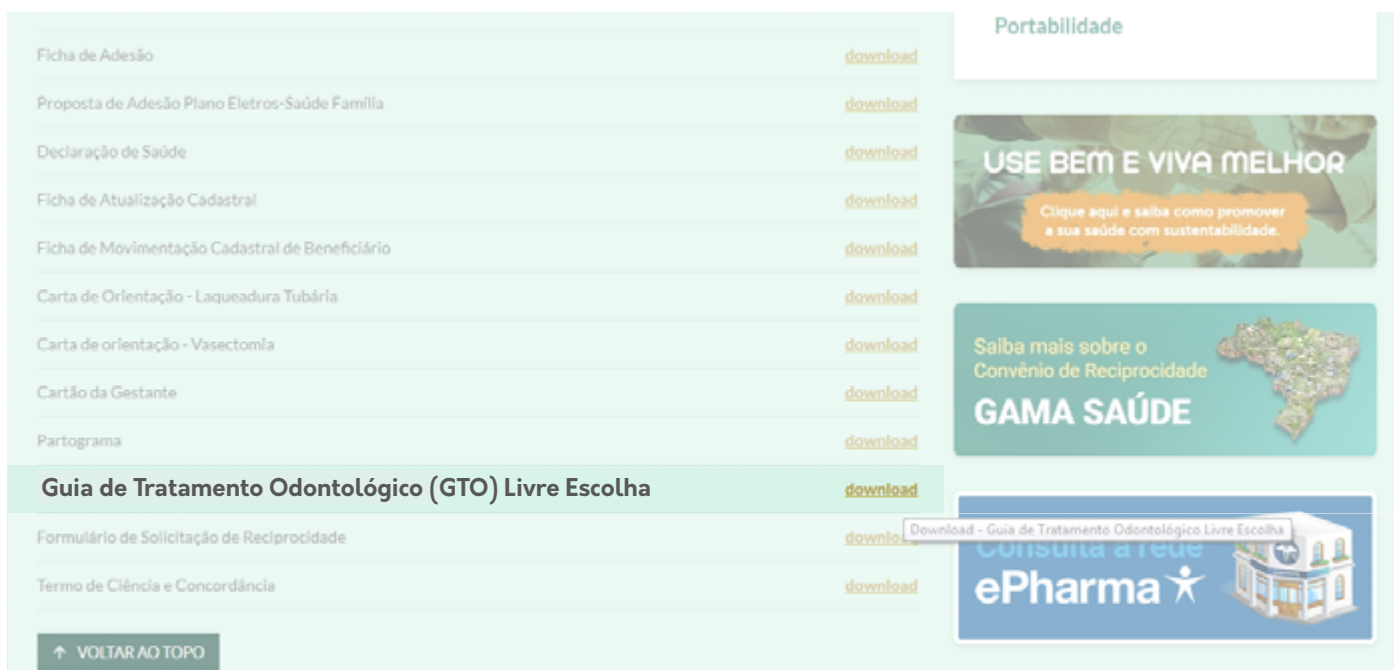 Ficha de Adesão download
Proposta de Adesão Plano Eletros-Saúde Família download
Declaração de Saúde download
Ficha de Atualização Cadastral download
Ficha de Movimentação Cadastral de Beneficiário download
Carta de Orientação - Laqueadura Tubária download
Carta de orientação - Vasectomia download
Cartão da Gestante download
Partograma download
Guia de Tratamento Odontológico (GTO) Livre Escolha download
Formulário de Solicitação de Reciprocidade
Termo de Ciência e Concordância download
↑ VOLTAR AO TOPO
Portabilidade
USE BEM E VIVA MELHOR
Clique aqui e saiba como promover
a sua saúde com sustentabilidade.
Saiba mais sobre o
Convênio de Reciprocidade
GAMA SAÚDE
Download - Guia de Tratamento Odontológico Livre Escolha
Consulta a rede
ePharma